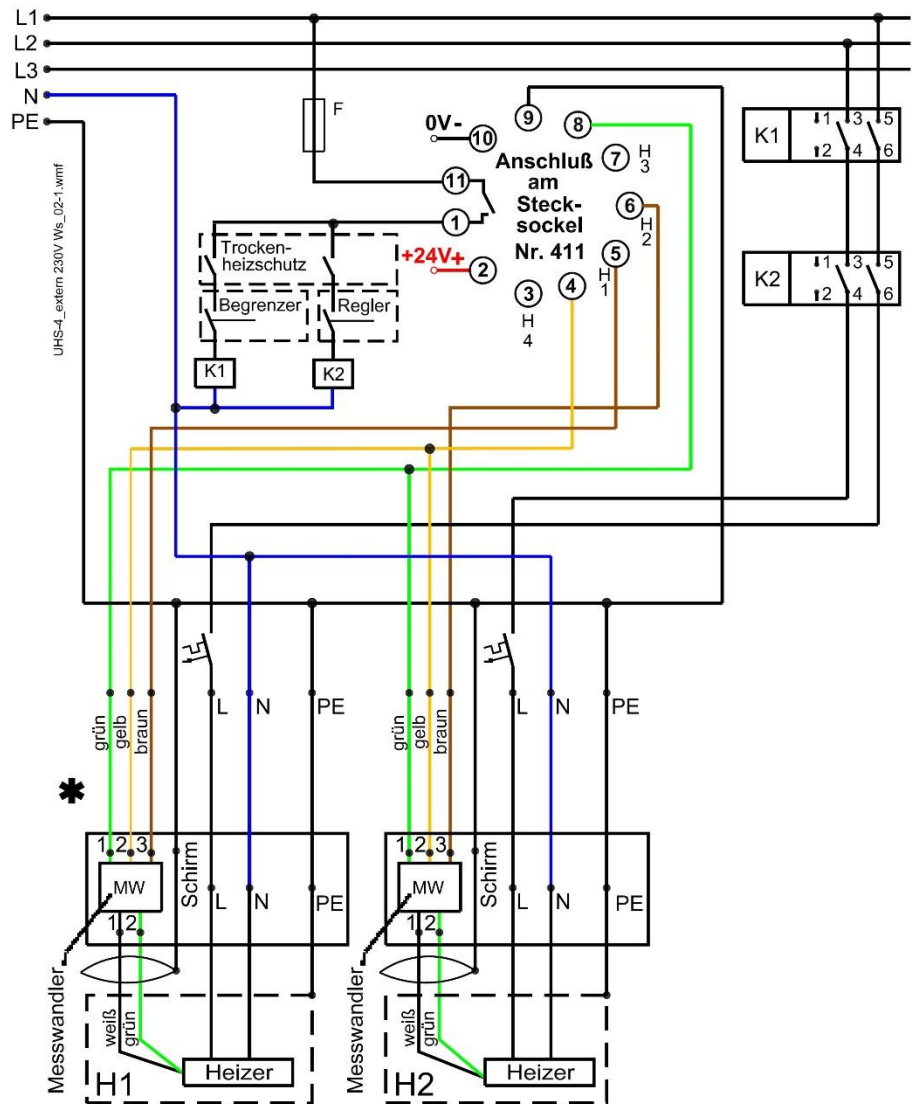 L1
L2
L3
N
PE
UHS-4_extern 230V Ws_02-1.wmf
F
0V-
10
9
8
7
H
3
11
Anschluß
am
Steck-
sockel
Nr. 411
6
H
2
1
5
H
1
+24V+
2
3
H
4
4
K1
1 3 5
2 4 6
K2
1 3 5
2 4 6
Trocken-
heizschutz
Begrenzer
Regler
K1
K2
grün
gelb
braun
L
N
PE
grün
gelb
braun
L
N
PE
*
1 2 3
MW
1 2
Schirm
L
N
PE
1 2 3
MW
1 2
Schirm
L
N
PE
Messwandler
weiß
grün
H1
Heizer
Messwandler
weiß
grün
H2
Heizer